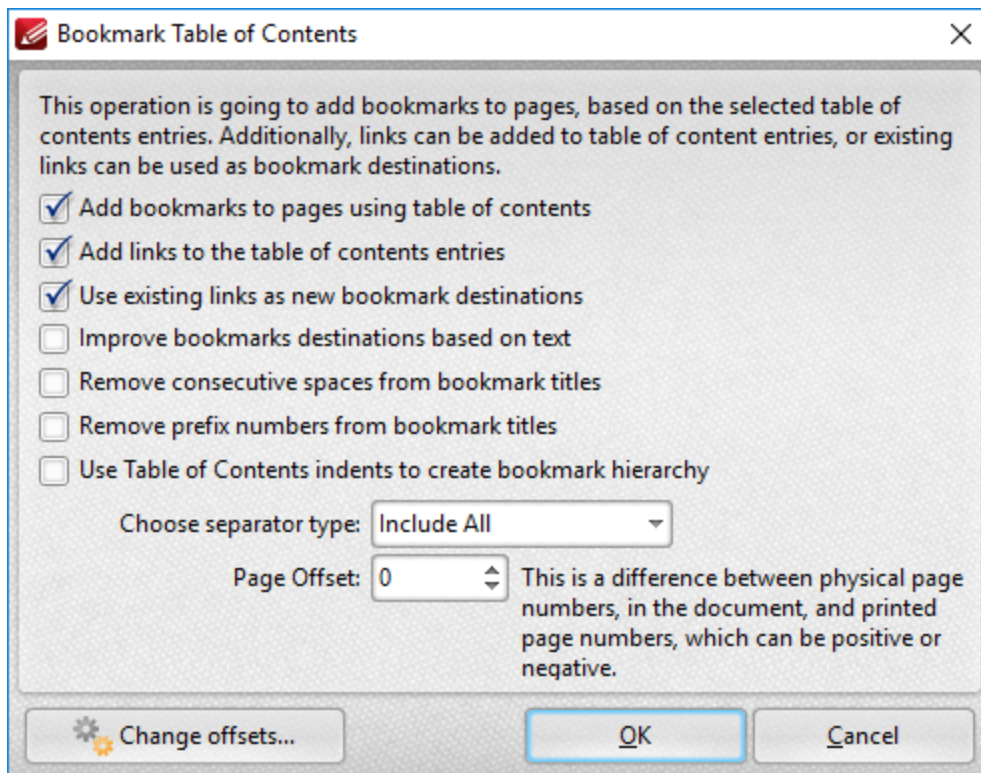 Bookmark Table of Contents
This operation is going to add bookmarks to pages, based on the selected table of
contents entries. Additionally, links can be added to table of content entries, or existing
links can be used as bookmark destinations.
Add bookmarks to pages using table of contents
Add links to the table of contents entries
Use existing links as new bookmark destinations
Improve bookmarks destinations based on text
Remove consecutive spaces from bookmark titles
Remove prefix numbers from bookmark titles
Use Table of Contents indents to create bookmark hierarchy
Choose separator type: Include All
Page Offset: 0 This is a difference between physical page
numbers, in the document, and printed
page numbers, which can be positive or
negative.
Change offsets... OK Cancel